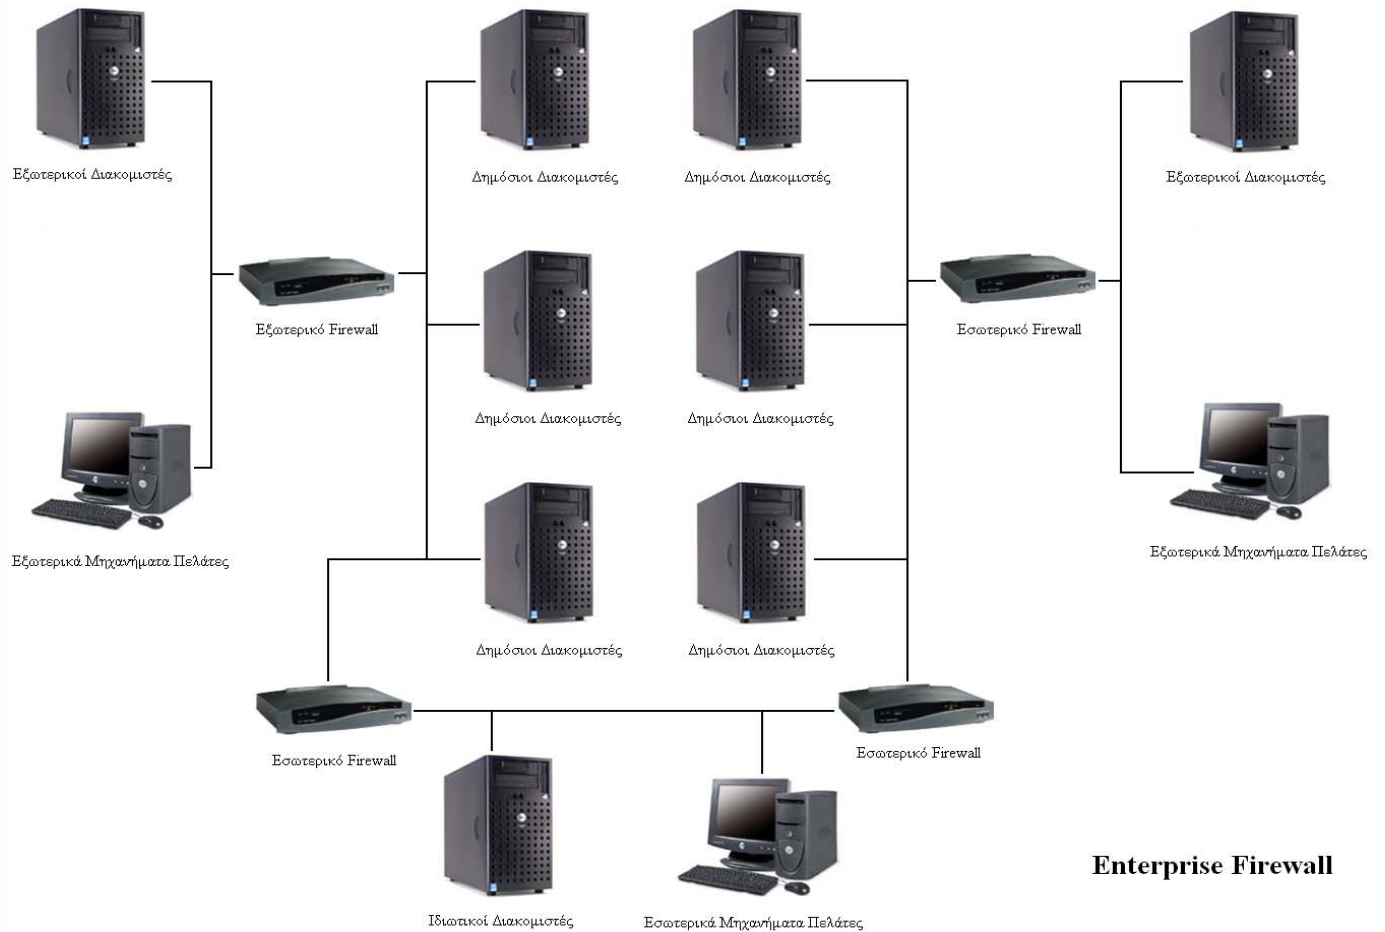 Εξωτερικοί Διακομιστές
Δημόσιοι Διακομιστές
Δημόσιοι Διακομιστές
Εξωτερικοί Διακομιστές
Εξωτερικό Firewall
Εσωτερικό Firewall
Δημόσιοι Διακομιστές
Δημόσιοι Διακομιστές
Εξωτερικά Μηχανήματα Πελάτες
Εξωτερικά Μηχανήματα Πελάτες
Δημόσιοι Διακομιστές
Δημόσιοι Διακομιστές
Εσωτερικό Firewall
Εσωτερικό Firewall
Enterprise Firewall
Ιδιωτικοί Διακομιστές
Εσωτερικά Μηχανήματα Πελάτες